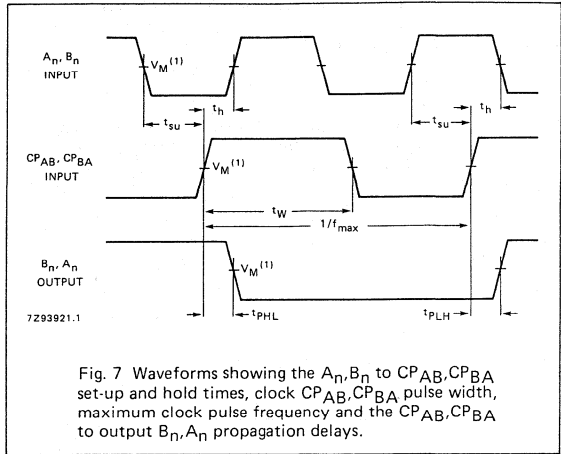 An, Bn
INPUT
VM(1)
th
tsu
th
tsu
CPAB, CPBA
INPUT
VM(1)
tW
1/fmax
Bn, An
OUTPUT
VM(1)
7Z93921.1
tPHL
tPLH
Fig. 7 Waveforms showing the An,Bn to CPAB,CPBA
set-up and hold times, clock CPAB,CPBA pulse width,
maximum clock pulse frequency and the CPAB,CPBA
to output Bn,An propagation delays.